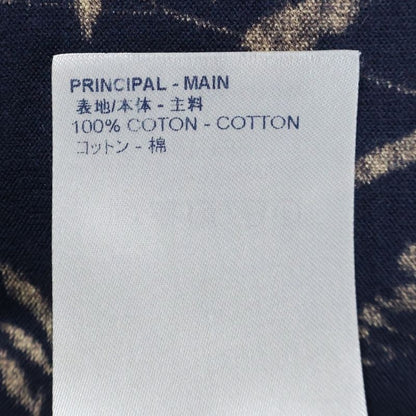 PRINCIPAL - MAIN
表地/本体 - 主料
100% COTON - COTTON
コットン - 棉